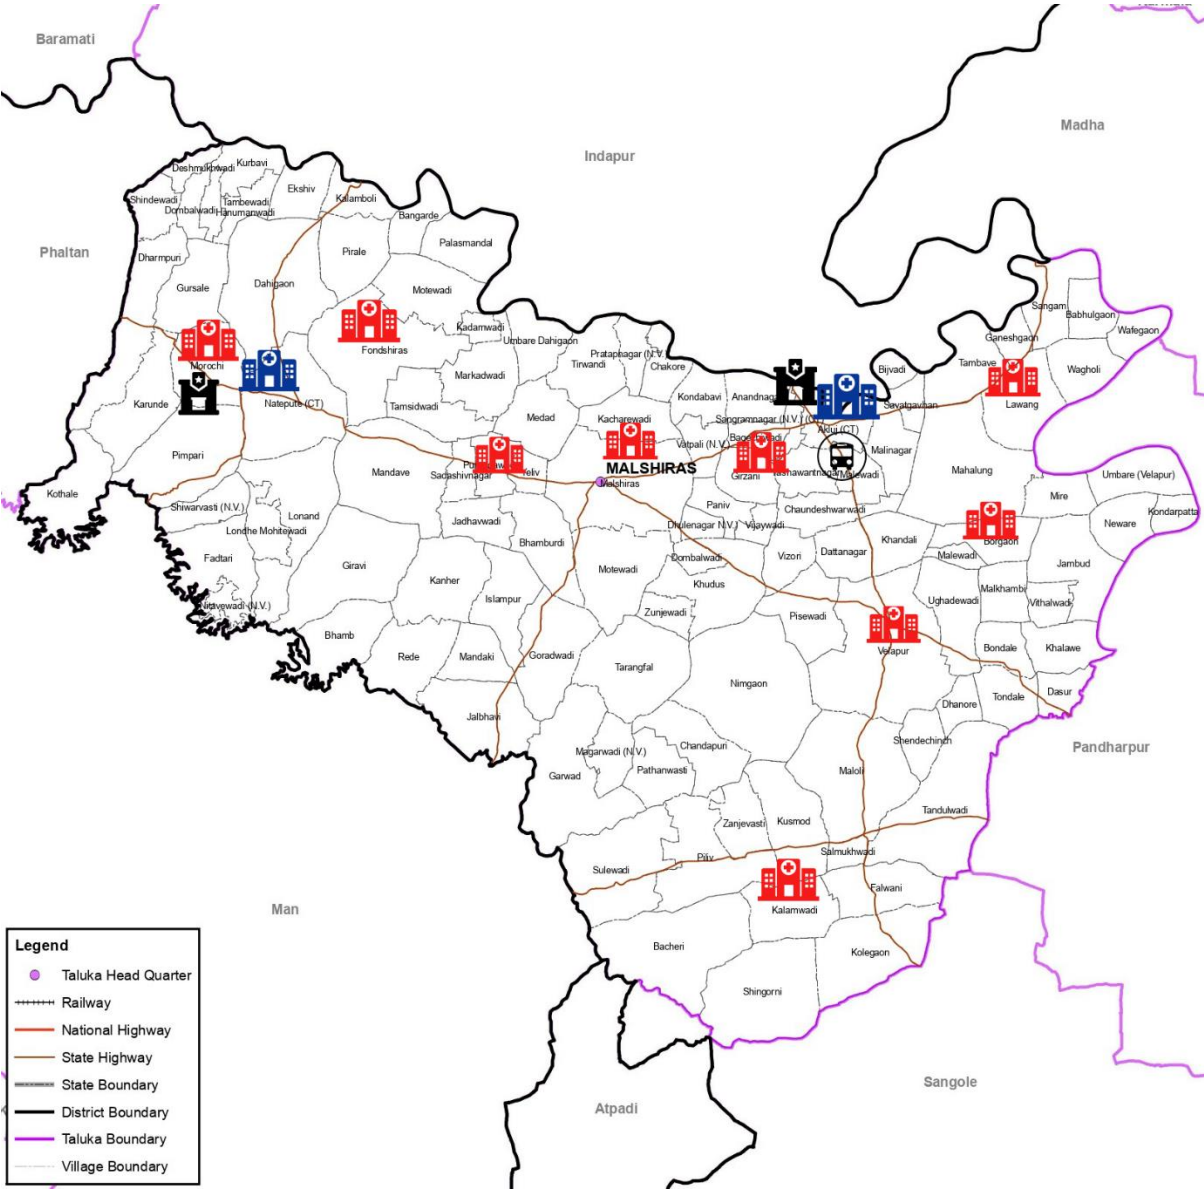 Baramati
Madha
Indapur
Deshmukhwadi
Kurbavi
Ekshiv
Shindewadi
Tambewadi
Kalamboli
Dombalwadi
Hanumanwadi
Bangarde
Palasmandal
Phaltan
Pirale
Dharmpuri
Dahigaon
Gursale
Motewadi
Sangam
Babhulgaon
Wafegaon
Kadamwadi
Umbare Dahigaon
Ganeshgaon
Fondshiras
Pratapnagar (N.V.)
Tirwandi
Chakore
Morochi
Tambave
Bijvadi
Wagholi
Markadwadi
Kondabavi
Karunde
Natepute (CT)
Tamsidwadi
Lawang
Savatgavhan
Medad
Kacharewadi
Sangramnagar (N.V.)
Akluj (CT)
Vatpali (N.V.)
Malinagar
Pimpari
Mandave
Sadashivnagar
MALSHIRAS
Malshiras
Girzani
Malewadi
Mahalung
Umbare (Velapur)
Kothale
Shiwarvasti (N.V.)
Lonand
Jadhavwadi
Paniv
Chaundeshwarwadi
Mire
Kondarpatta
Neware
Londhe Mohitewadi
Dhulenagar N.V.)
Vijaywadi
Khandali
Borgaon
Bhamburdi
Fadtari
Giravi
Motewadi
Dombalwadi
Vizori
Dattanagar
Malewadi
Jambud
Kanher
Khudus
Malkhambi
Islampur
Zunjewadi
Pisewadi
Ughadewadi
Vithalwadi
Bhamb
Rede
Mandaki
Goradwadi
Tarangfal
Velapur
Bondale
Khalawe
Nimgaon
Dasur
Tondale
Dhanore
Jalbhavi
Magarwadi (N.V.)
Chandapuri
Shendechinch
Pandharpur
Garwad
Pathanwasti
Maloli
Tandulwadi
Zanjevasti
Kusmod
Sulewadi
Piliv
Salmukhwadi
Falwani
Man
Kalamwadi
Bacheri
Kolegaon
Shingorni
Sangole
Atpadi
Legend
Taluka Head Quarter
Railway
National Highway
State Highway
State Boundary
District Boundary
Taluka Boundary
Village Boundary